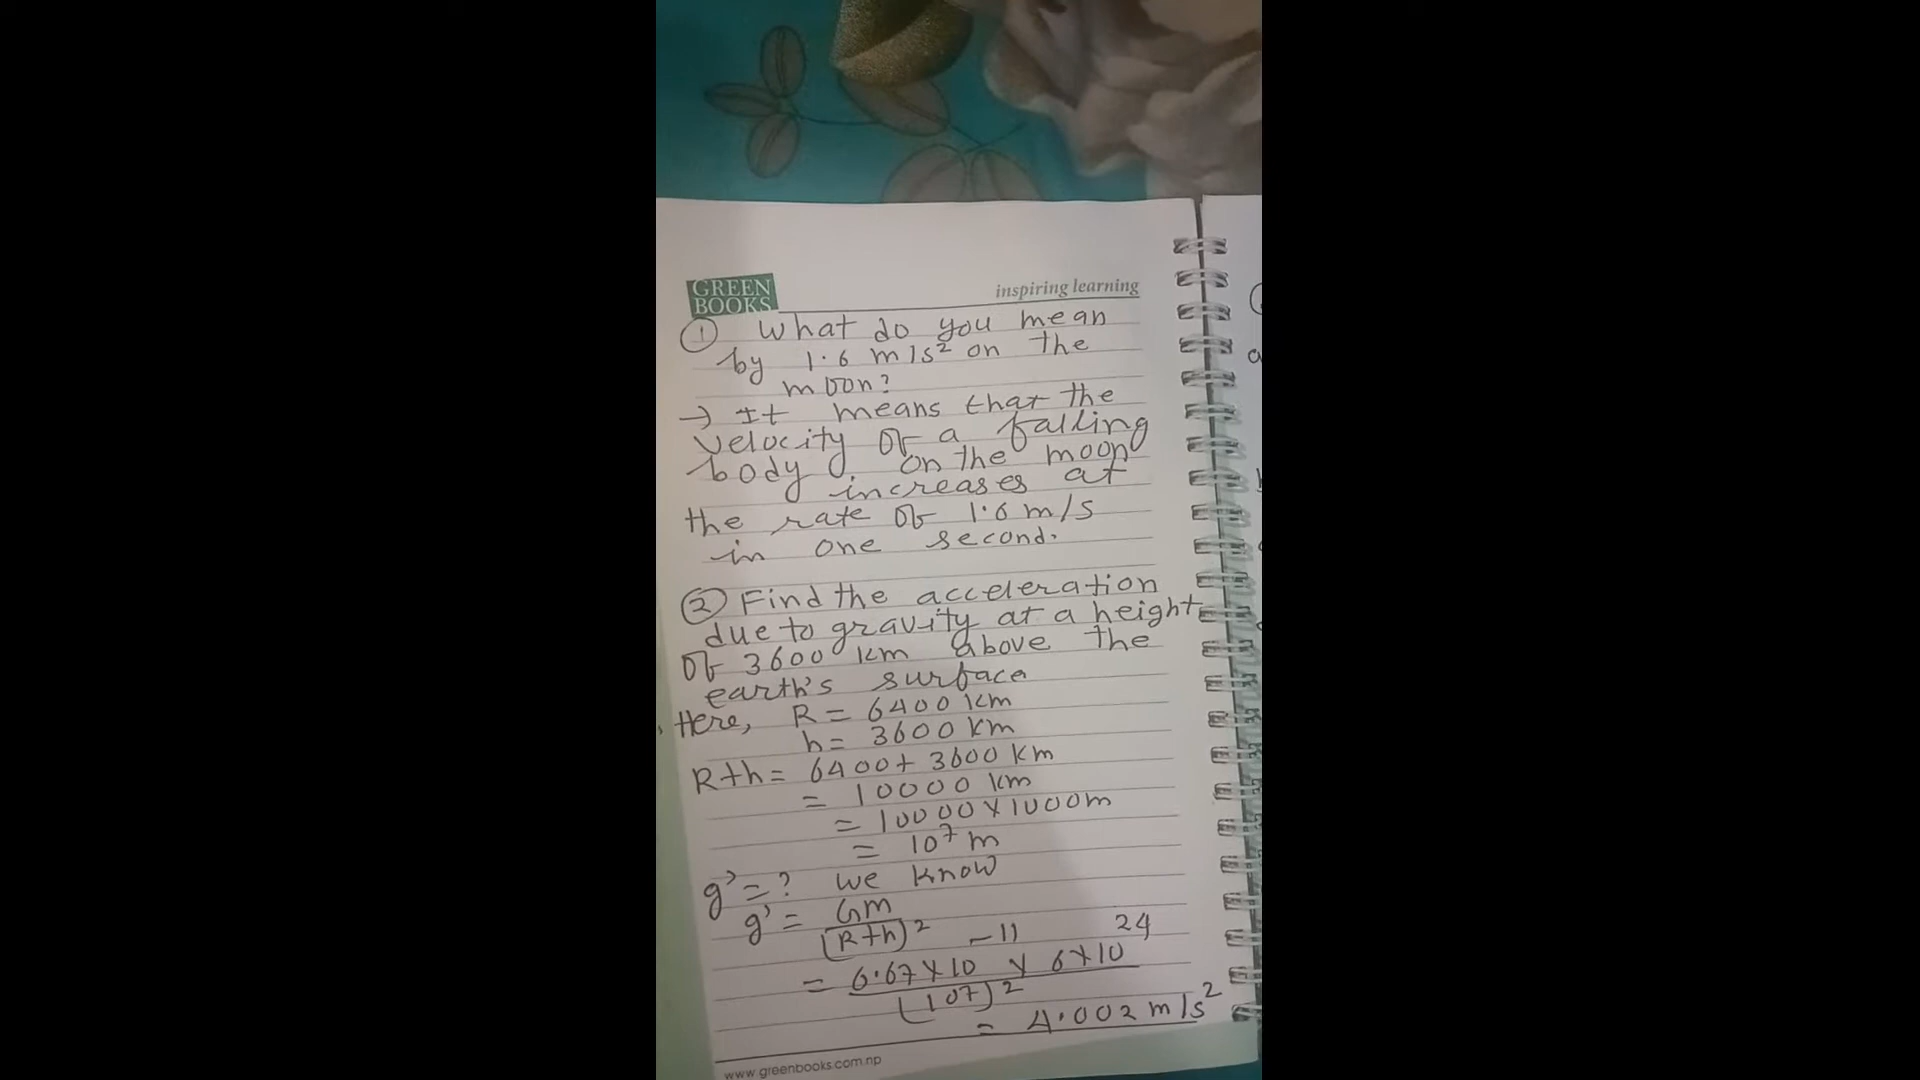 GREEN
BOOKS
inspiring learning
① What do you mean
by 1.6 m/s² on the
moon?
→ It means that the
velocity of a falling
body on the moon
increases at
the rate of 1.6 m/s
in one second.
② Find the acceleration
due to gravity at a height
of 3600 km above the
earth's surface
Here, R = 6400 km
h = 3600 km
R+h = 6400 + 3600 km
= 10000 km
= 10000 × 1000m
= 10⁷ m
g' = ? We know
g' = GM
(R+h)²
= 6.67 × 10⁻¹¹ × 6×10²⁴
(107)²
= 4.002 m/s²
www.greenbooks.com.np